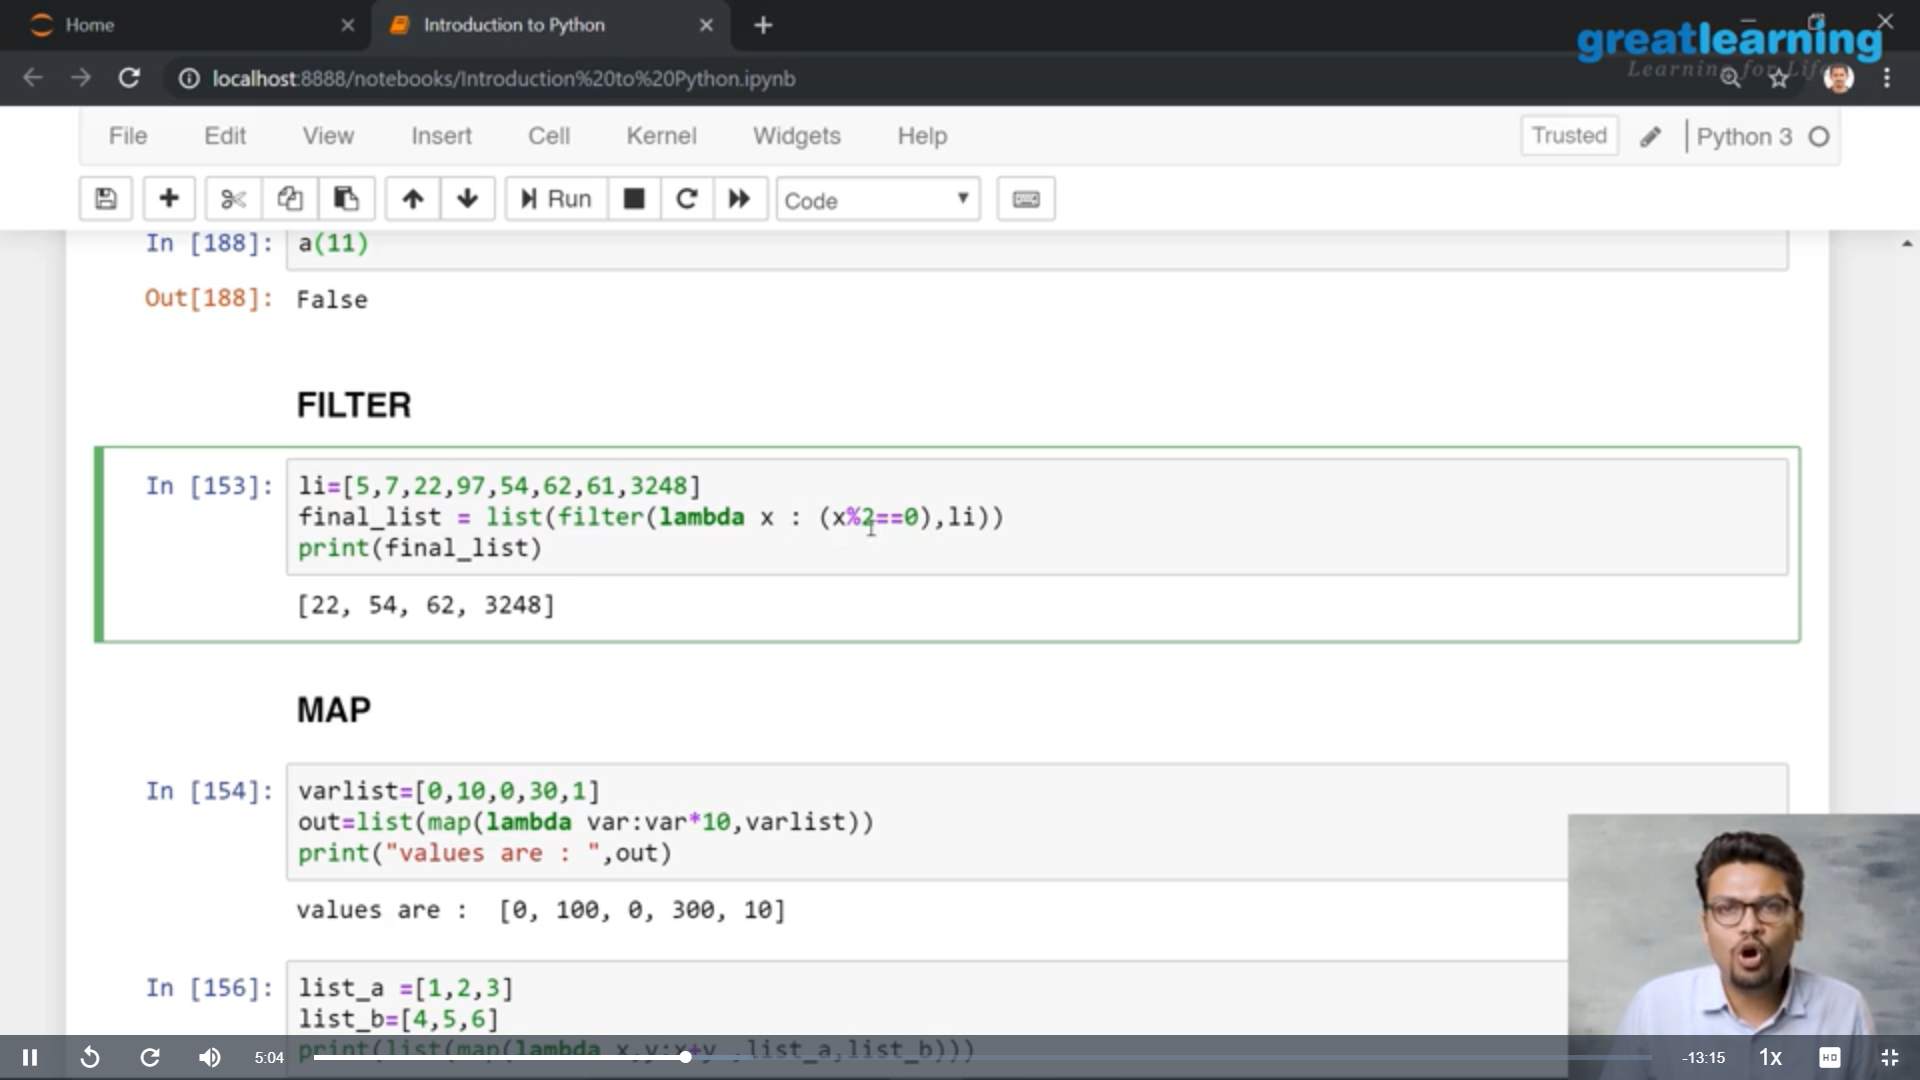 Home
Introduction to Python
greatlearning
Learning for Life
localhost:8888/notebooks/Introduction%20to%20Python.ipynb
File Edit View Insert Cell Kernel Widgets Help
Trusted
Python 3
Run
Code
In [188]: a(11)
Out[188]: False
FILTER
In [153]: li=[5,7,22,97,54,62,61,3248]
final_list = list(filter(lambda x : (x%2==0),li))
print(final_list)
[22, 54, 62, 3248]
MAP
In [154]: varlist=[0,10,0,30,1]
out=list(map(lambda var:var*10,varlist))
print("values are : ",out)
values are :  [0, 100, 0, 300, 10]
In [156]: list_a =[1,2,3]
list_b=[4,5,6]
print(list(map(lambda x,y:x+y ,list_a,list_b)))
5:04
-13:15
1x
HD